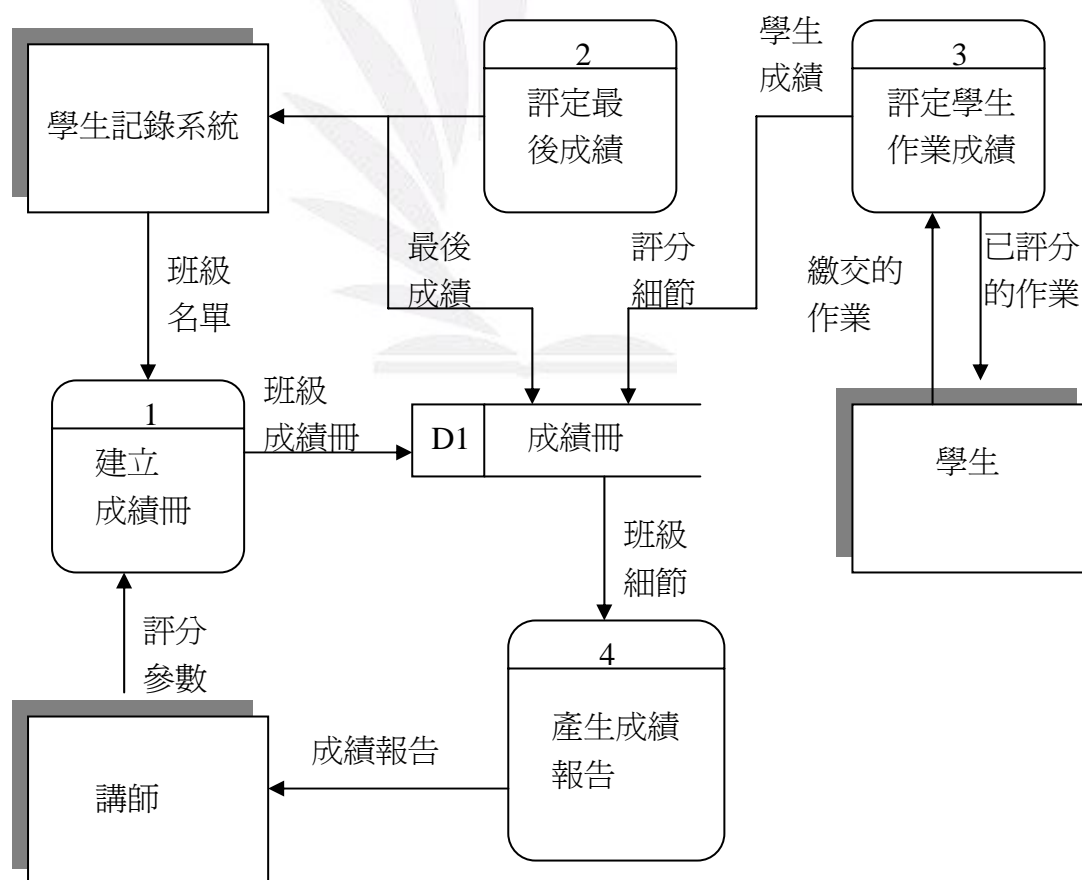 2
評定最
後成績
學生
成績
3
評定學生
作業成績
學生記錄系統
班級
名單
最後
成績
評分
細節
繳交的
作業
已評分
的作業
1
建立
成績冊
班級
成績冊
D1
成績冊
學生
班級
細節
評分
參數
4
產生成績
報告
成績報告
講師